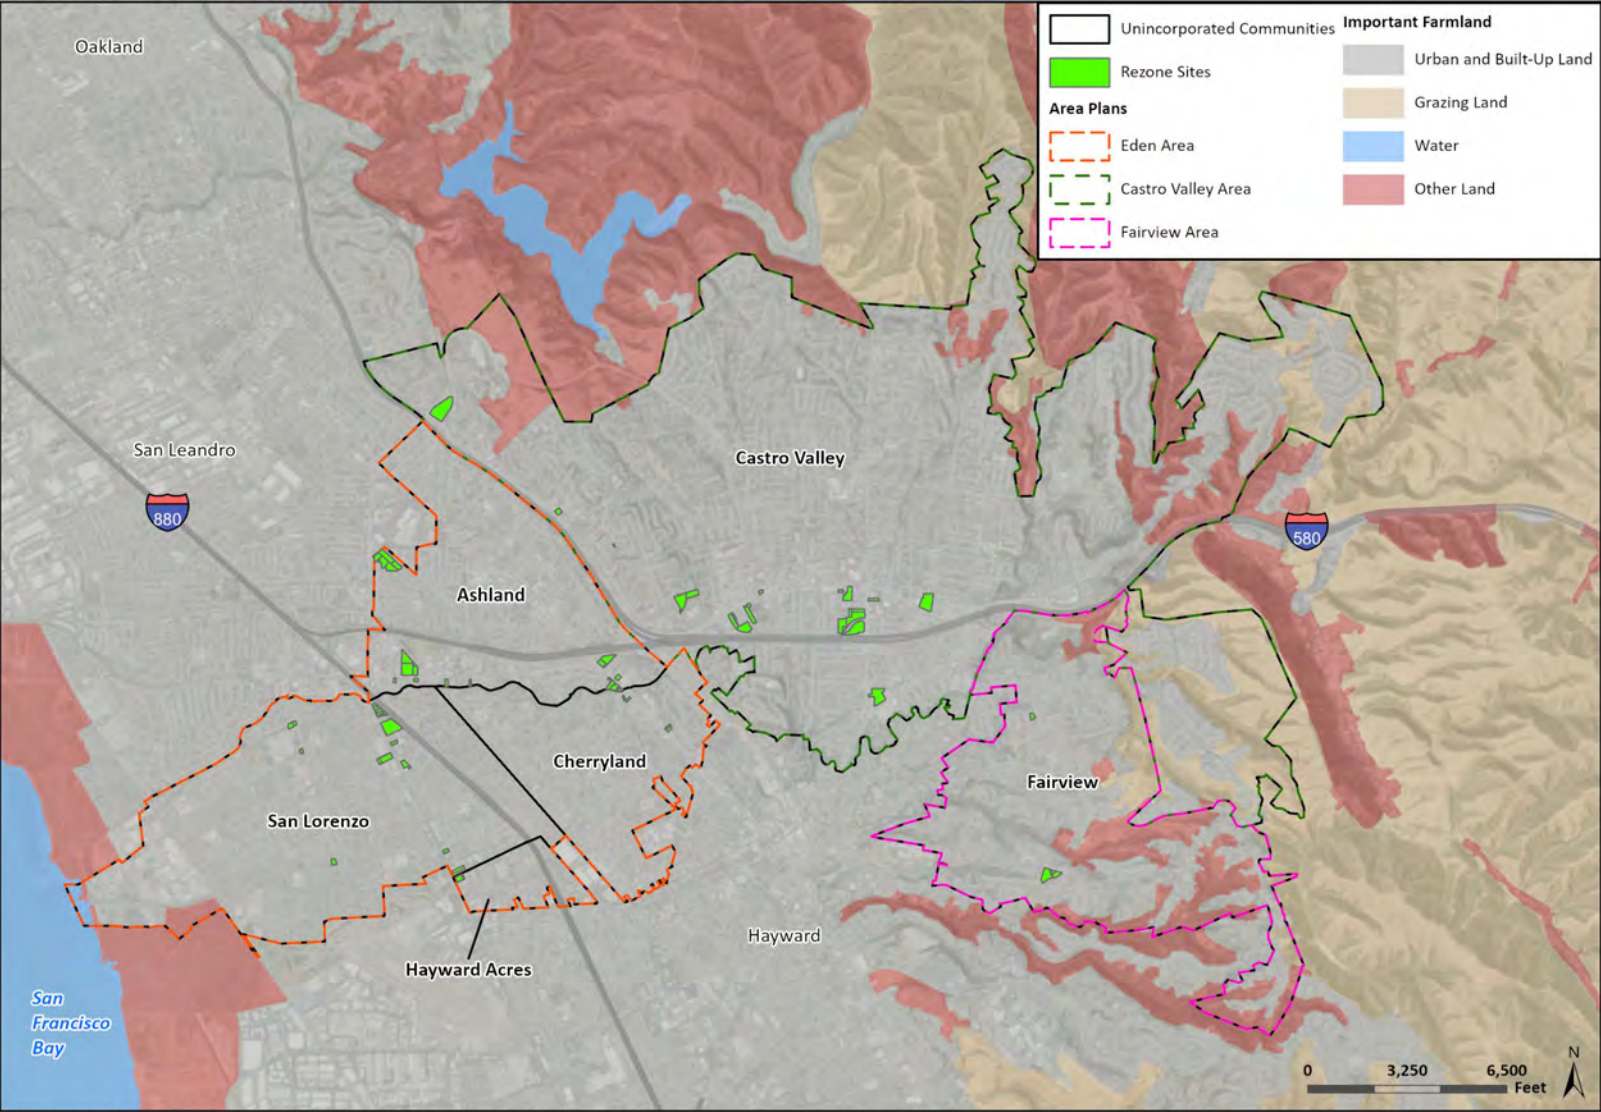 Oakland
Unincorporated Communities
Rezone Sites
Area Plans
Eden Area
Castro Valley Area
Fairview Area
Important Farmland
Urban and Built-Up Land
Grazing Land
Water
Other Land
San Leandro
880
Castro Valley
580
Ashland
Cherryland
Fairview
San Lorenzo
Hayward
Hayward Acres
San
Francisco
Bay
N
0 3,250 6,500
Feet